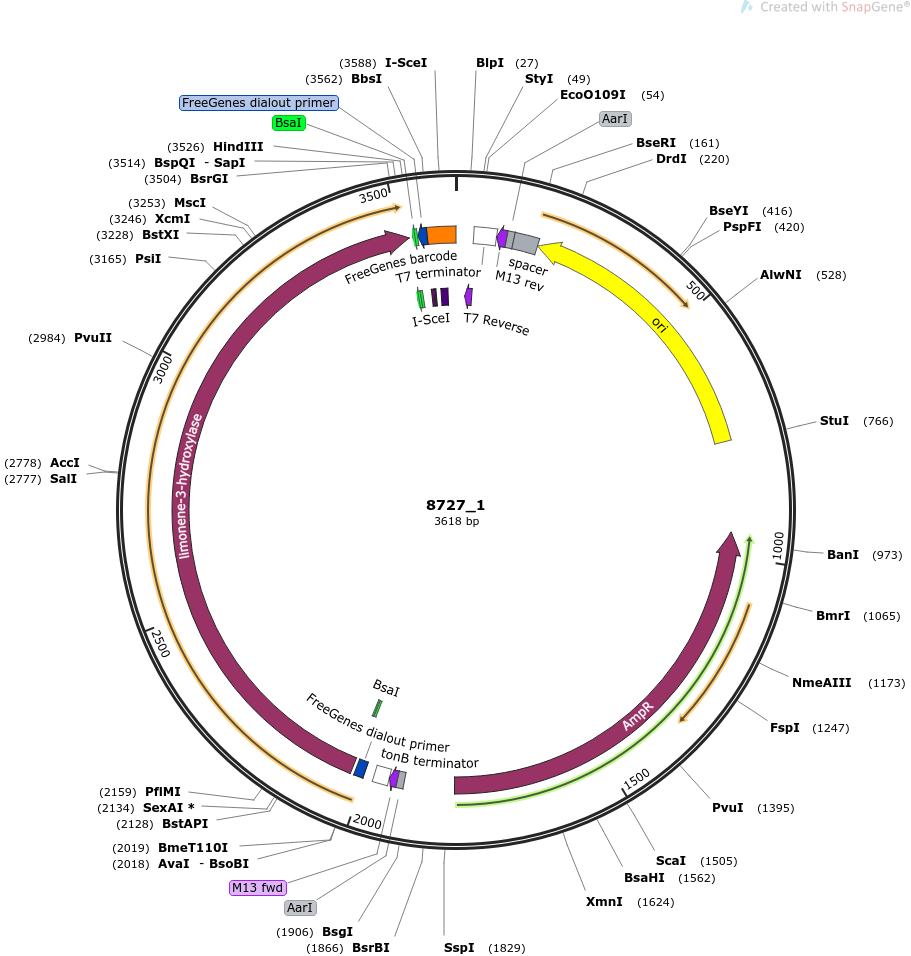 Created with SnapGene®
(3588) I-SceI
BlpI (27)
(3562) BbsI
StyI (49)
EcoO109I (54)
FreeGenes dialout primer
BsaI
AarI
(3526) HindIII
BseRI (161)
(3514) BspQI - SapI
DrdI (220)
(3504) BsrGI
3500
(3253) MscI
BseYI (416)
(3246) XcmI
PspFI (420)
(3228) BstXI
(3165) PsiI
AlwNI (528)
FreeGenes barcode
T7 terminator
spacer
M13 rev
500
I-SceI
T7 Reverse
ori
(2984) PvuII
3000
StuI (766)
limonene-3-hydroxylase
(2778) AccI
(2777) SalI
8727_1
3618 bp
1000
BanI (973)
BmrI (1065)
2500
NmeAIII (1173)
BsaI
FreeGenes dialout primer
tonB terminator
AmpR
FspI (1247)
1500
(2159) PflMI
(2134) SexAI *
PvuI (1395)
(2128) BstAPI
2000
(2019) BmeT110I
(2018) AvaI - BsoBI
ScaI (1505)
BsaHI (1562)
M13 fwd
AarI
XmnI (1624)
(1906) BsgI
(1866) BsrBI
SspI (1829)